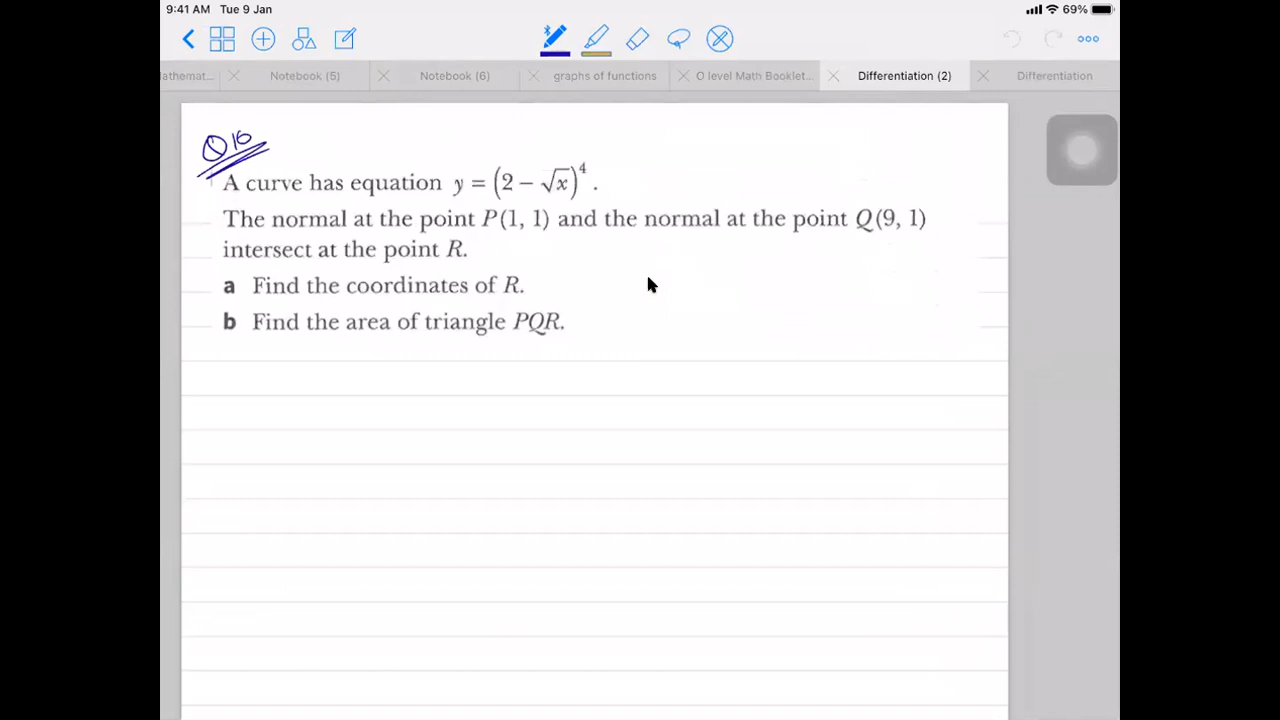 9:41 AM Tue 9 Jan
69%
athemat... Notebook (5) Notebook (6) graphs of functions O level Math Booklet... Differentiation (2) Differentiation
Q16
A curve has equation y = (2 − √x)⁴ .
The normal at the point P(1, 1) and the normal at the point Q(9, 1)
intersect at the point R.
a Find the coordinates of R.
b Find the area of triangle PQR.